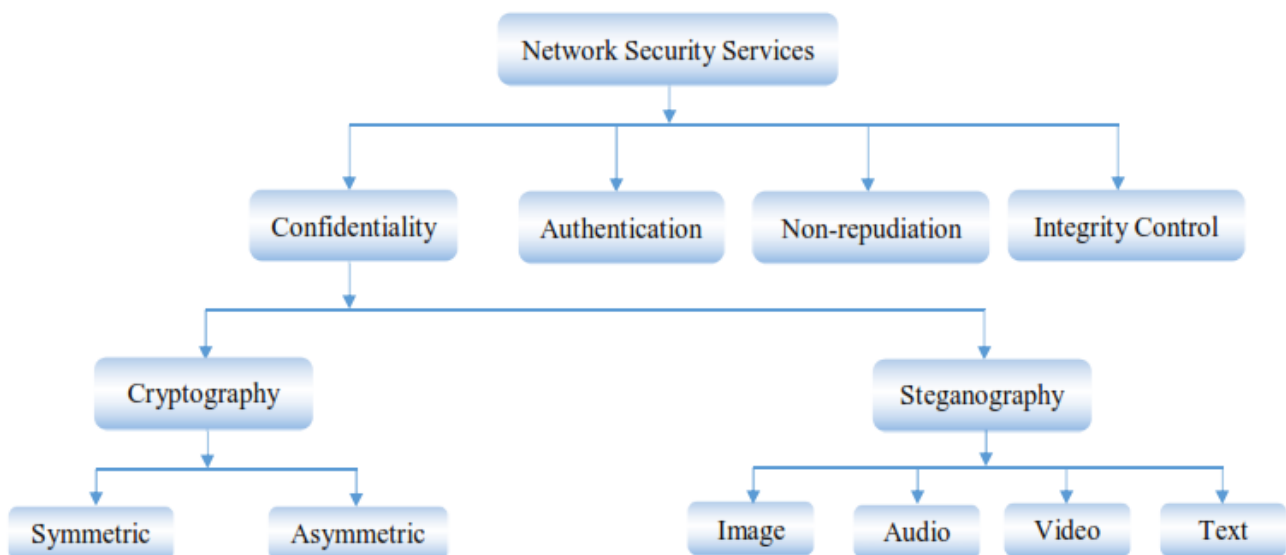 Network Security Services
Confidentiality
Authentication
Non-repudiation
Integrity Control
Cryptography
Steganography
Symmetric
Asymmetric
Image
Audio
Video
Text